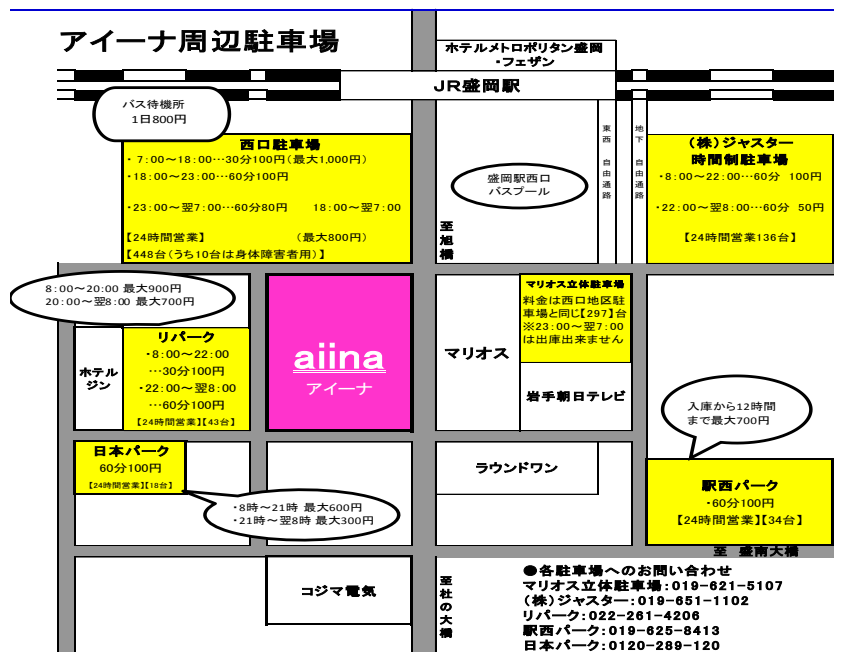 アイーナ周辺駐車場
ホテルメトロポリタン盛岡
・フェザン
JR盛岡駅
バス待機所
1日800円
西口駐車場
・ 7:00～18:00…30分100円(最大1,000円)
・18:00～23:00…60分100円
・23:00～翌7:00…60分80円　18:00～翌7:00
【24時間営業】　(最大800円)
【448台(うち10台は身体障害者用)】
盛岡駅西口
バスプール
東西 自由通路
地下 自由通路
(株)ジャスター
時間制駐車場
・8:00～22:00…60分 100円
・22:00～翌8:00…60分 50円
【24時間営業136台】
至旭橋
8:00～20:00 最大900円
20:00～翌8:00 最大700円
リパーク
・8:00～22:00
…30分100円
・22:00～翌8:00
…60分100円
【24時間営業】【43台】
ホテル
ジン
aiina
アイーナ
マリオス
マリオス立体駐車場
料金は西口地区駐
車場と同じ【297】台
※23:00～翌7:00
は出庫出来ません
岩手朝日テレビ
入庫から12時間
まで最大700円
日本パーク
60分100円
【24時間営業】【18台】
・8時～21時 最大600円
・21時～翌8時 最大300円
ラウンドワン
駅西パーク
・60分100円
【24時間営業】【34台】
至 盛南大橋
コジマ電気
至杜の大橋
●各駐車場へのお問い合わせ
マリオス立体駐車場:019-621-5107
(株)ジャスター:019-651-1102
リパーク:022-261-4206
駅西パーク:019-625-8413
日本パーク:0120-289-120